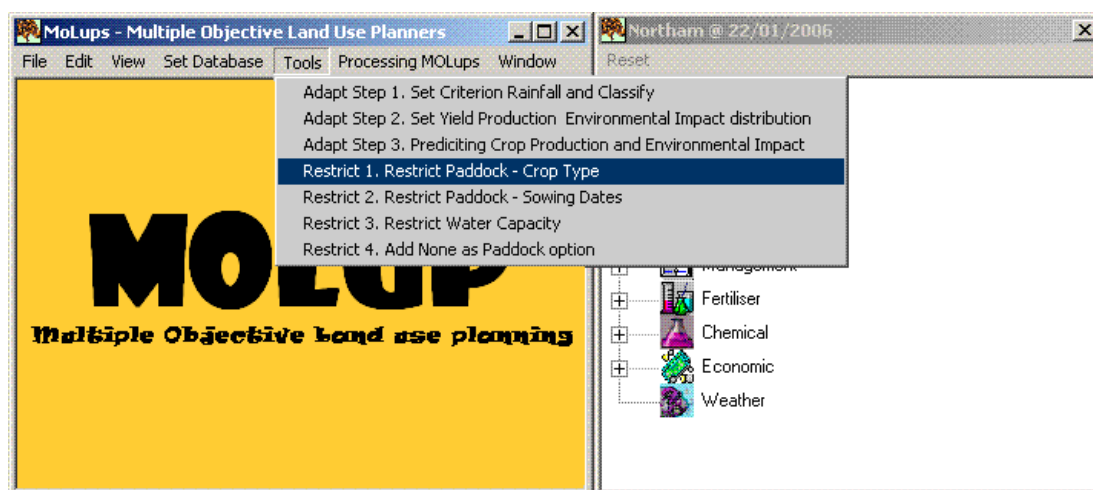 MoLups - Multiple Objective Land Use Planners
File Edit View Set Database Tools Processing MOLups Window
Adapt Step 1. Set Criterion Rainfall and Classify
Adapt Step 2. Set Yield Production Environmental Impact distribution
Adapt Step 3. Prediciting Crop Production and Environmental Impact
Restrict 1. Restrict Paddock - Crop Type
Restrict 2. Restrict Paddock - Sowing Dates
Restrict 3. Restrict Water Capacity
Restrict 4. Add None as Paddock option
MOLUP
Multiple Objective Land use planning
Northam @ 22/01/2006
Reset
Management
Fertiliser
Chemical
Economic
Weather